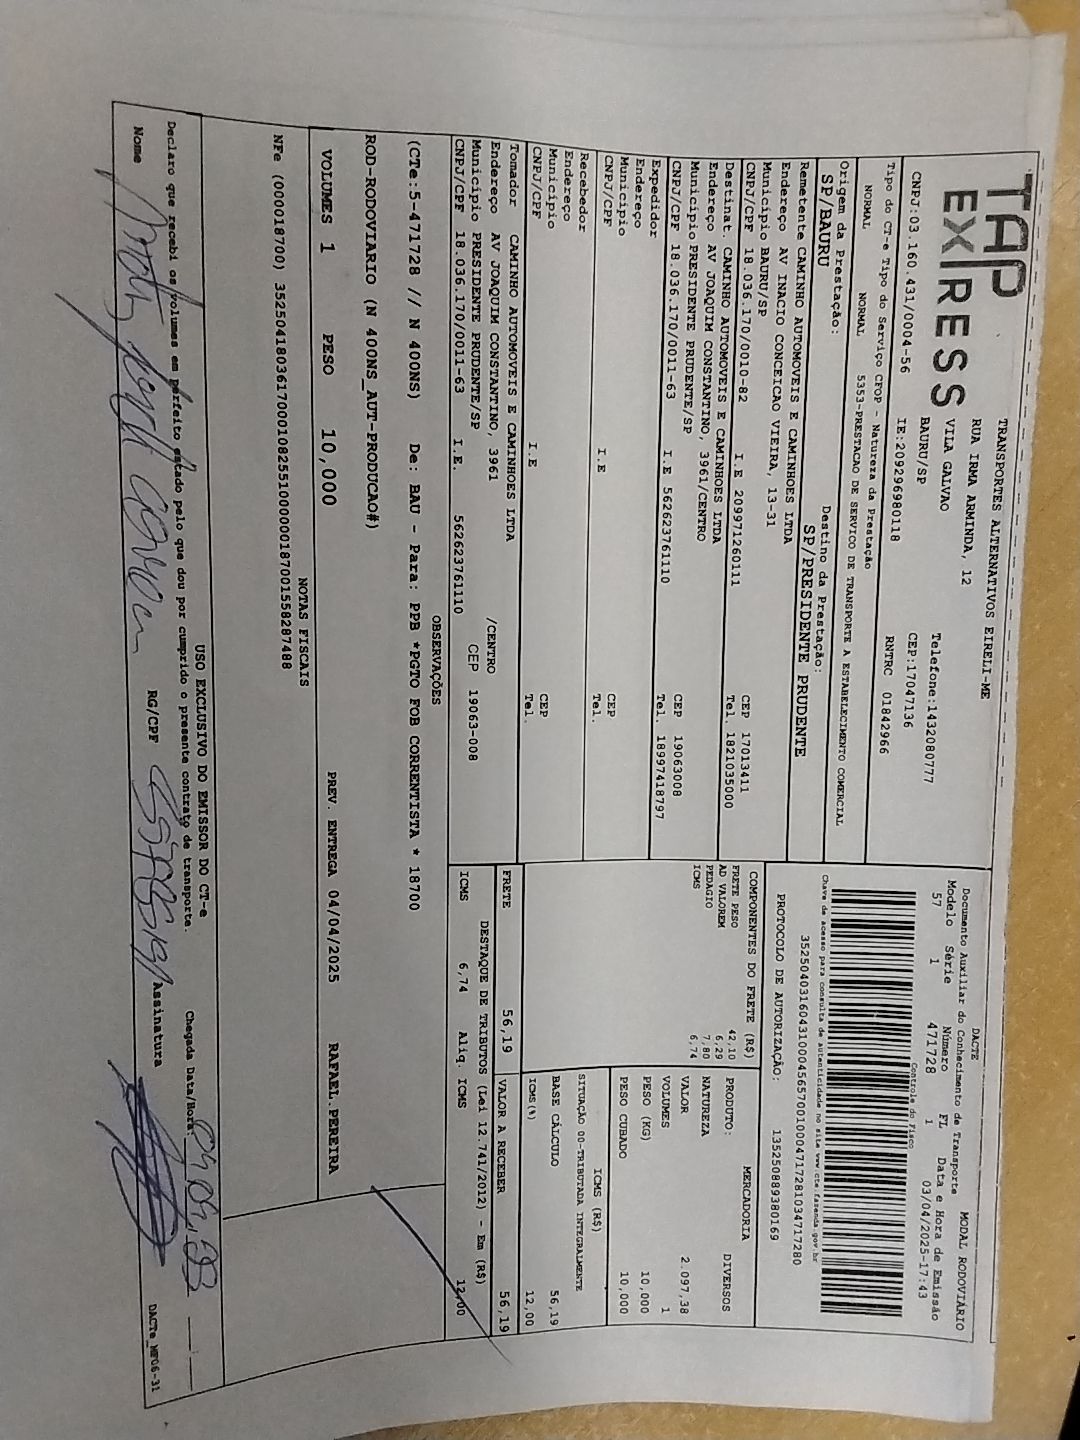 TAP
EXPRESS
TRANSPORTES ALTERNATIVOS EIRELI-ME
RUA IRMA ARMINDA, 12
VILA GALVAO
BAURU/SP
Telefone:1432080777
CEP:17047136
CNPJ:03.160.431/0004-56
IE:209296980118
RNTRC 01842966
DACTE
Documento Auxiliar do Conhecimento de Transporte
MODAL RODOVIÁRIO
Modelo Série Número FL Data e Hora de Emissão
57 1 471728 1 03/04/2025-17:43
Controle do Fisco
Tipo do CT-e Tipo do Serviço CFOP - Natureza da Prestação
NORMAL NORMAL 5353-PRESTACAO DE SERVICO DE TRANSPORTE A ESTABELECIMENTO COMERCIAL
Chave de acesso para consulta de autenticidade no site www.cte.fazenda.gov.br
35250403160431000456570010004717281034717280
PROTOCOLO DE AUTORIZAÇÃO: 135250889380169
Origem da Prestação: Destino da Prestação:
SP/BAURU SP/PRESIDENTE PRUDENTE
Remetente CAMINHO AUTOMOVEIS E CAMINHOES LTDA
Endereço AV INACIO CONCEICAO VIEIRA, 13-31
Município BAURU/SP CEP 17013411
CNPJ/CPF 18.036.170/0010-82 I.E 209971260111 Tel. 1821035000
Destinat. CAMINHO AUTOMOVEIS E CAMINHOES LTDA
Endereço AV JOAQUIM CONSTANTINO, 3961/CENTRO
Município PRESIDENTE PRUDENTE/SP CEP 19063008
CNPJ/CPF 18.036.170/0011-63 I.E 562623761110 Tel. 18997418797
Expedidor
Endereço
Município CEP
CNPJ/CPF I.E Tel.
Recebedor
Endereço
Município CEP
CNPJ/CPF I.E Tel.
Tomador CAMINHO AUTOMOVEIS E CAMINHOES LTDA
Endereço AV JOAQUIM CONSTANTINO, 3961 /CENTRO
Município PRESIDENTE PRUDENTE/SP CEP 19063-008
CNPJ/CPF 18.036.170/0011-63 I.E. 562623761110
COMPONENTES DO FRETE (R$)
FRETE PESO 42,10
AD VALOREM 6,29
PEDAGIO 7,80
ICMS 6,74
MERCADORIA
PRODUTO: DIVERSOS
NATUREZA
VALOR 2.097,38
VOLUMES 1
PESO (KG) 10,000
PESO CUBADO 10,000
ICMS (R$)
SITUAÇÃO 00-TRIBUTADA INTEGRALMENTE
BASE CÁLCULO 56,19
ICMS(%) 12,00
FRETE 56,19 VALOR A RECEBER 56,19
DESTAQUE DE TRIBUTOS (Lei 12.741/2012) - Em (R$)
ICMS 6,74 Aliq. ICMS 12,00
OBSERVAÇÕES
(CTe:5-471728 // N 400NS) De: BAU - Para: PPB *PGTO FOB CORRENTISTA * 18700
ROD-RODOVIARIO (N 400NS_AUT-PRODUCAO#)
VOLUMES 1 PESO 10,000 PREV. ENTREGA 04/04/2025 RAFAEL.PEREIRA
NOTAS FISCAIS
NFe (000018700) 35250418036170001082551000000187001558287488
USO EXCLUSIVO DO EMISSOR DO CT-e
Declaro que recebi os volumes em perfeito estado pelo que dou por cumprido o presente contrato de transporte. Chegada Data/Hora: __:__
Nome RG/CPF Assinatura
DACTe_MF06-31